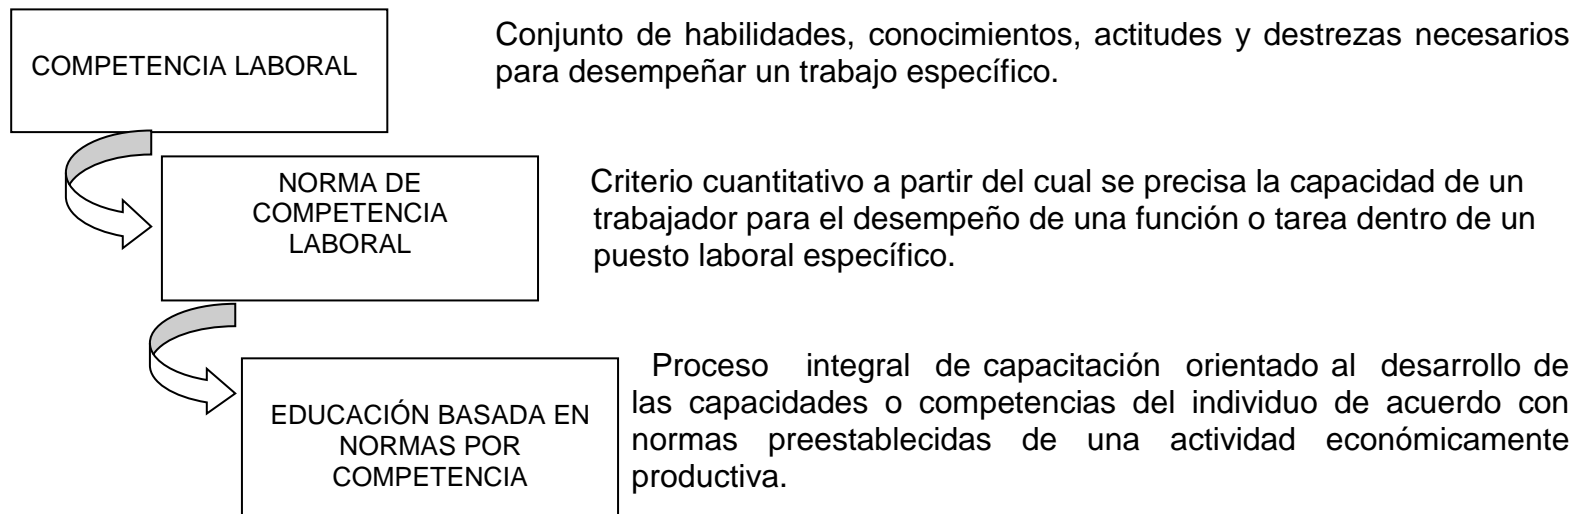 COMPETENCIA LABORAL
Conjunto de habilidades, conocimientos, actitudes y destrezas necesarios
para desempeñar un trabajo específico.
NORMA DE
COMPETENCIA
LABORAL
Criterio cuantitativo a partir del cual se precisa la capacidad de un
trabajador para el desempeño de una función o tarea dentro de un
puesto laboral específico.
EDUCACIÓN BASADA EN
NORMAS POR
COMPETENCIA
Proceso integral de capacitación orientado al desarrollo de
las capacidades o competencias del individuo de acuerdo con
normas preestablecidas de una actividad económicamente
productiva.